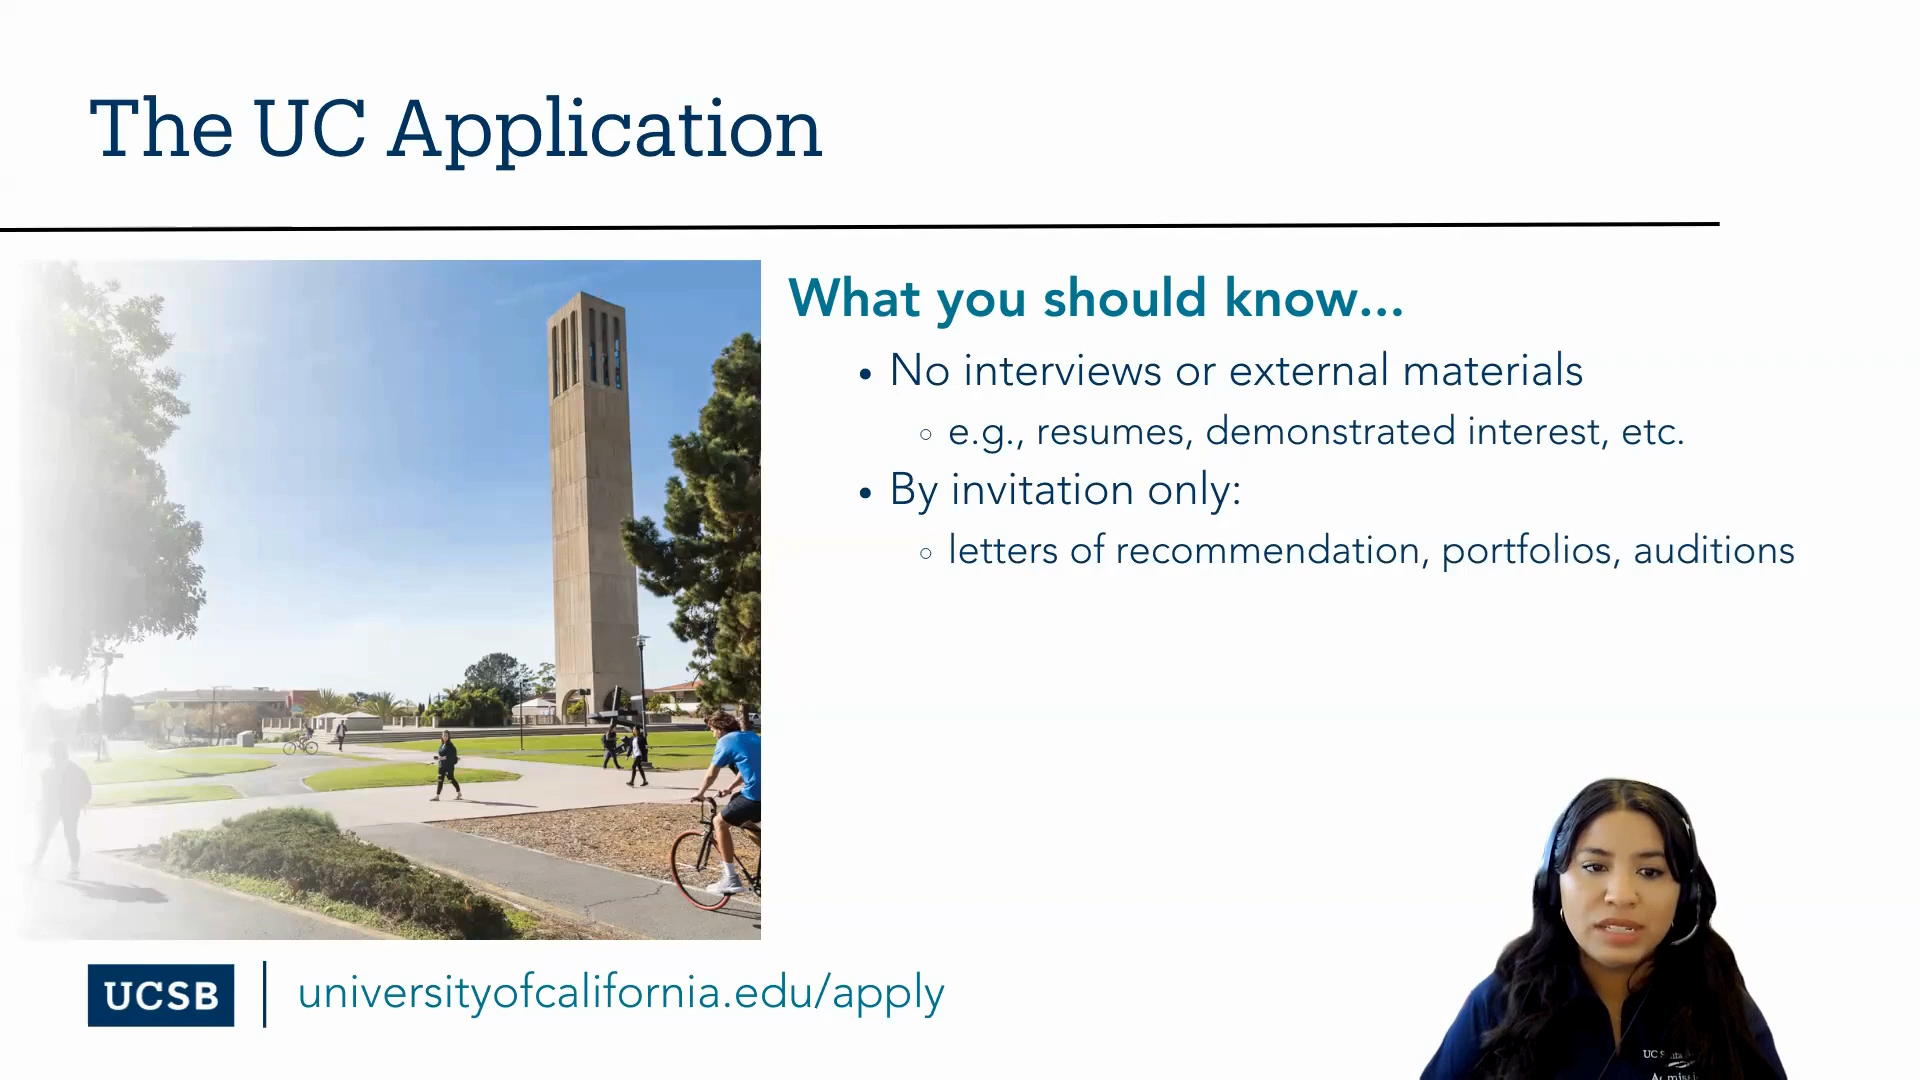 The UC Application
What you should know...
• No interviews or external materials
◦ e.g., resumes, demonstrated interest, etc.
• By invitation only:
◦ letters of recommendation, portfolios, auditions
UCSB
universityofcalifornia.edu/apply
UC